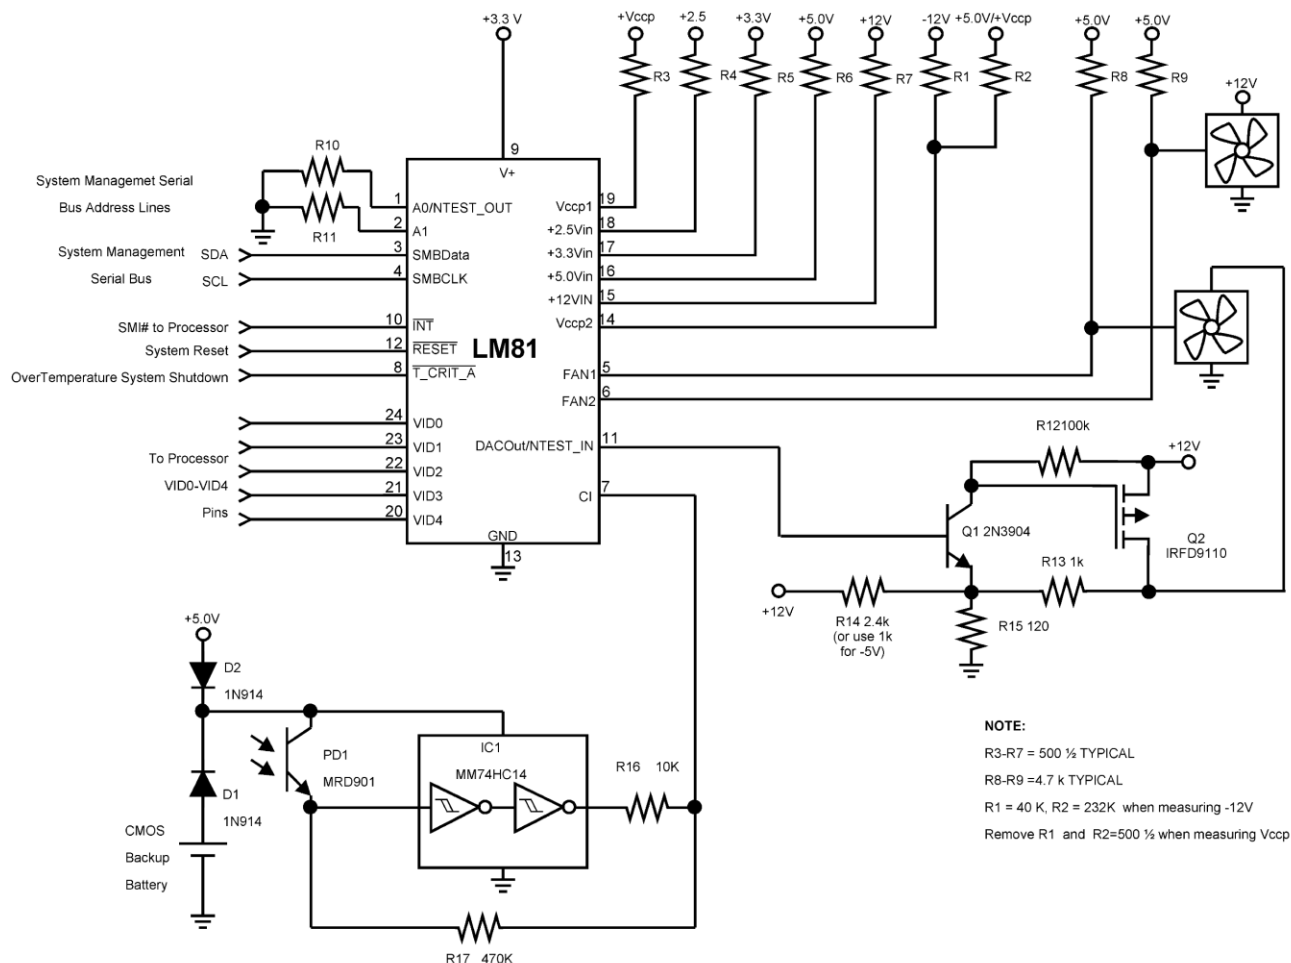 +3.3 V
+Vccp
+2.5
+3.3V
+5.0V
+12V
-12V
+5.0V/+Vccp
+5.0V
+5.0V
R3
R4
R5
R6
R7
R1
R2
R8
R9
+12V
9
V+
R10
R11
System Managemet Serial
Bus Address Lines
System Management
Serial Bus
SDA
SCL
SMI# to Processor
System Reset
OverTemperature System Shutdown
To Processor
VID0-VID4
Pins
1 A0/NTEST_OUT
2 A1
3 SMBData
4 SMBCLK
10 INT
12 RESET
8 T_CRIT_A
24 VID0
23 VID1
22 VID2
21 VID3
20 VID4
LM81
Vccp1 19
+2.5Vin 18
+3.3Vin 17
+5.0Vin 16
+12VIN 15
Vccp2 14
FAN1 5
FAN2 6
DACOut/NTEST_IN 11
CI 7
GND
13
R12100k
+12V
Q1 2N3904
Q2
IRFD9110
R13 1k
+12V
R14 2.4k
(or use 1k
for -5V)
R15 120
+5.0V
D2
1N914
D1
1N914
CMOS
Backup
Battery
PD1
MRD901
IC1
MM74HC14
R16 10K
R17 470K
NOTE:
R3-R7 = 500 ½ TYPICAL
R8-R9 =4.7 k TYPICAL
R1 = 40 K, R2 = 232K when measuring -12V
Remove R1 and R2=500 ½ when measuring Vccp